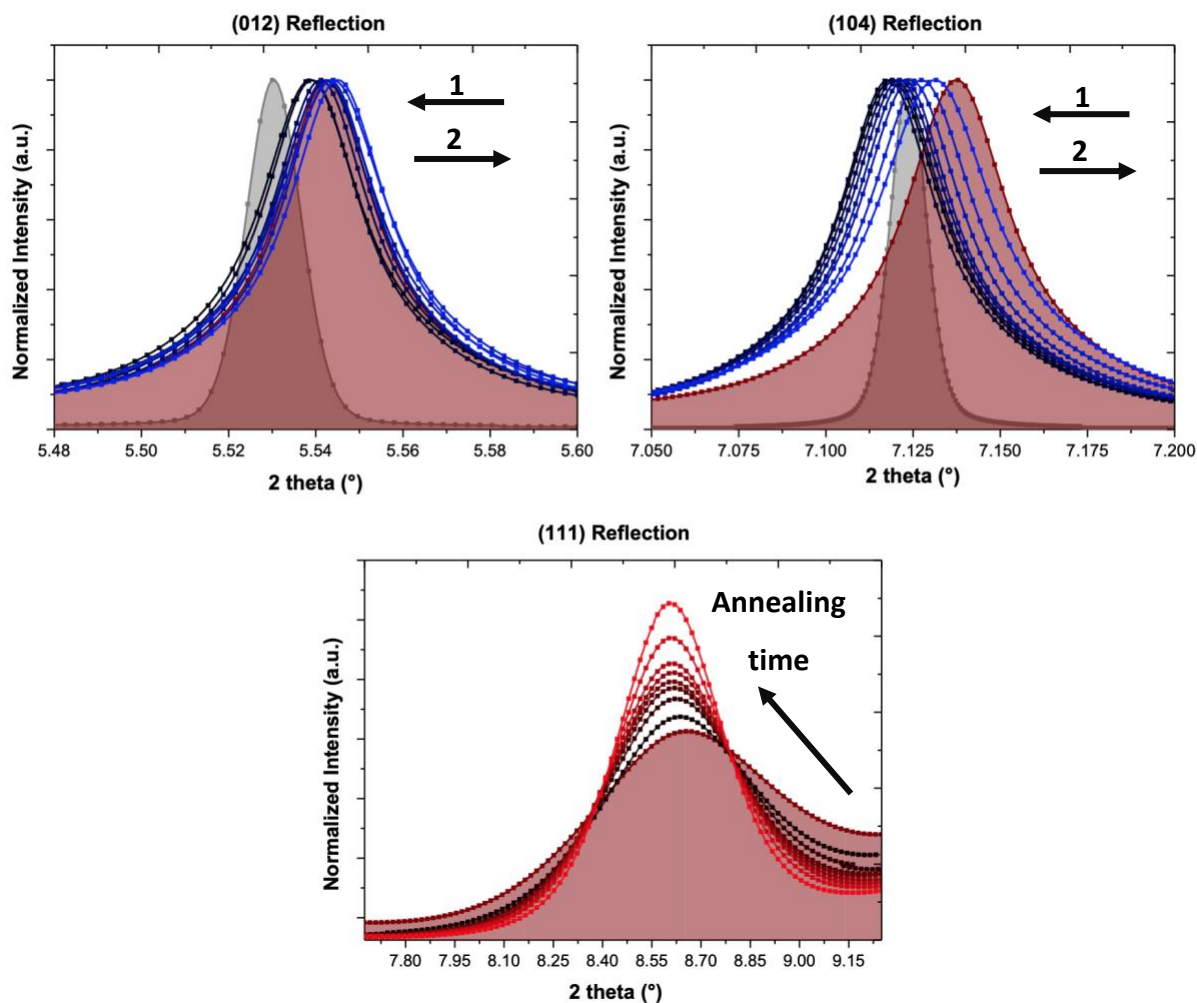 (012) Reflection
Normalized Intensity (a.u.)
1
2
5.48 5.50 5.52 5.54 5.56 5.58 5.60
2 theta (°)
(104) Reflection
Normalized Intensity (a.u.)
1
2
7.050 7.075 7.100 7.125 7.150 7.175 7.200
2 theta (°)
(111) Reflection
Normalized Intensity (a.u.)
Annealing
time
7.80 7.95 8.10 8.25 8.40 8.55 8.70 8.85 9.00 9.15
2 theta (°)